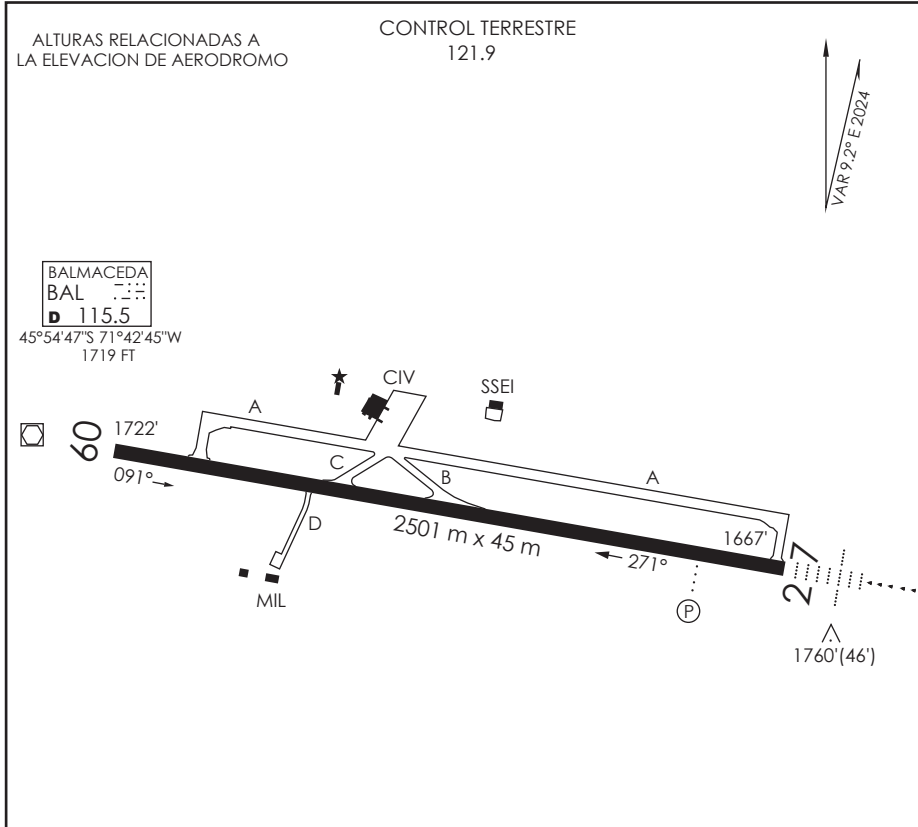 ALTURAS RELACIONADAS A
LA ELEVACION DE AERODROMO
CONTROL TERRESTRE
121.9
VAR 9.2° E 2024
BALMACEDA
BAL
D 115.5
45°54'47"S 71°42'45"W
1719 FT
CIV
SSEI
A
09
1722'
091°
C
B
A
D
2501 m x 45 m
1667'
271°
27
MIL
P
1760'(46')